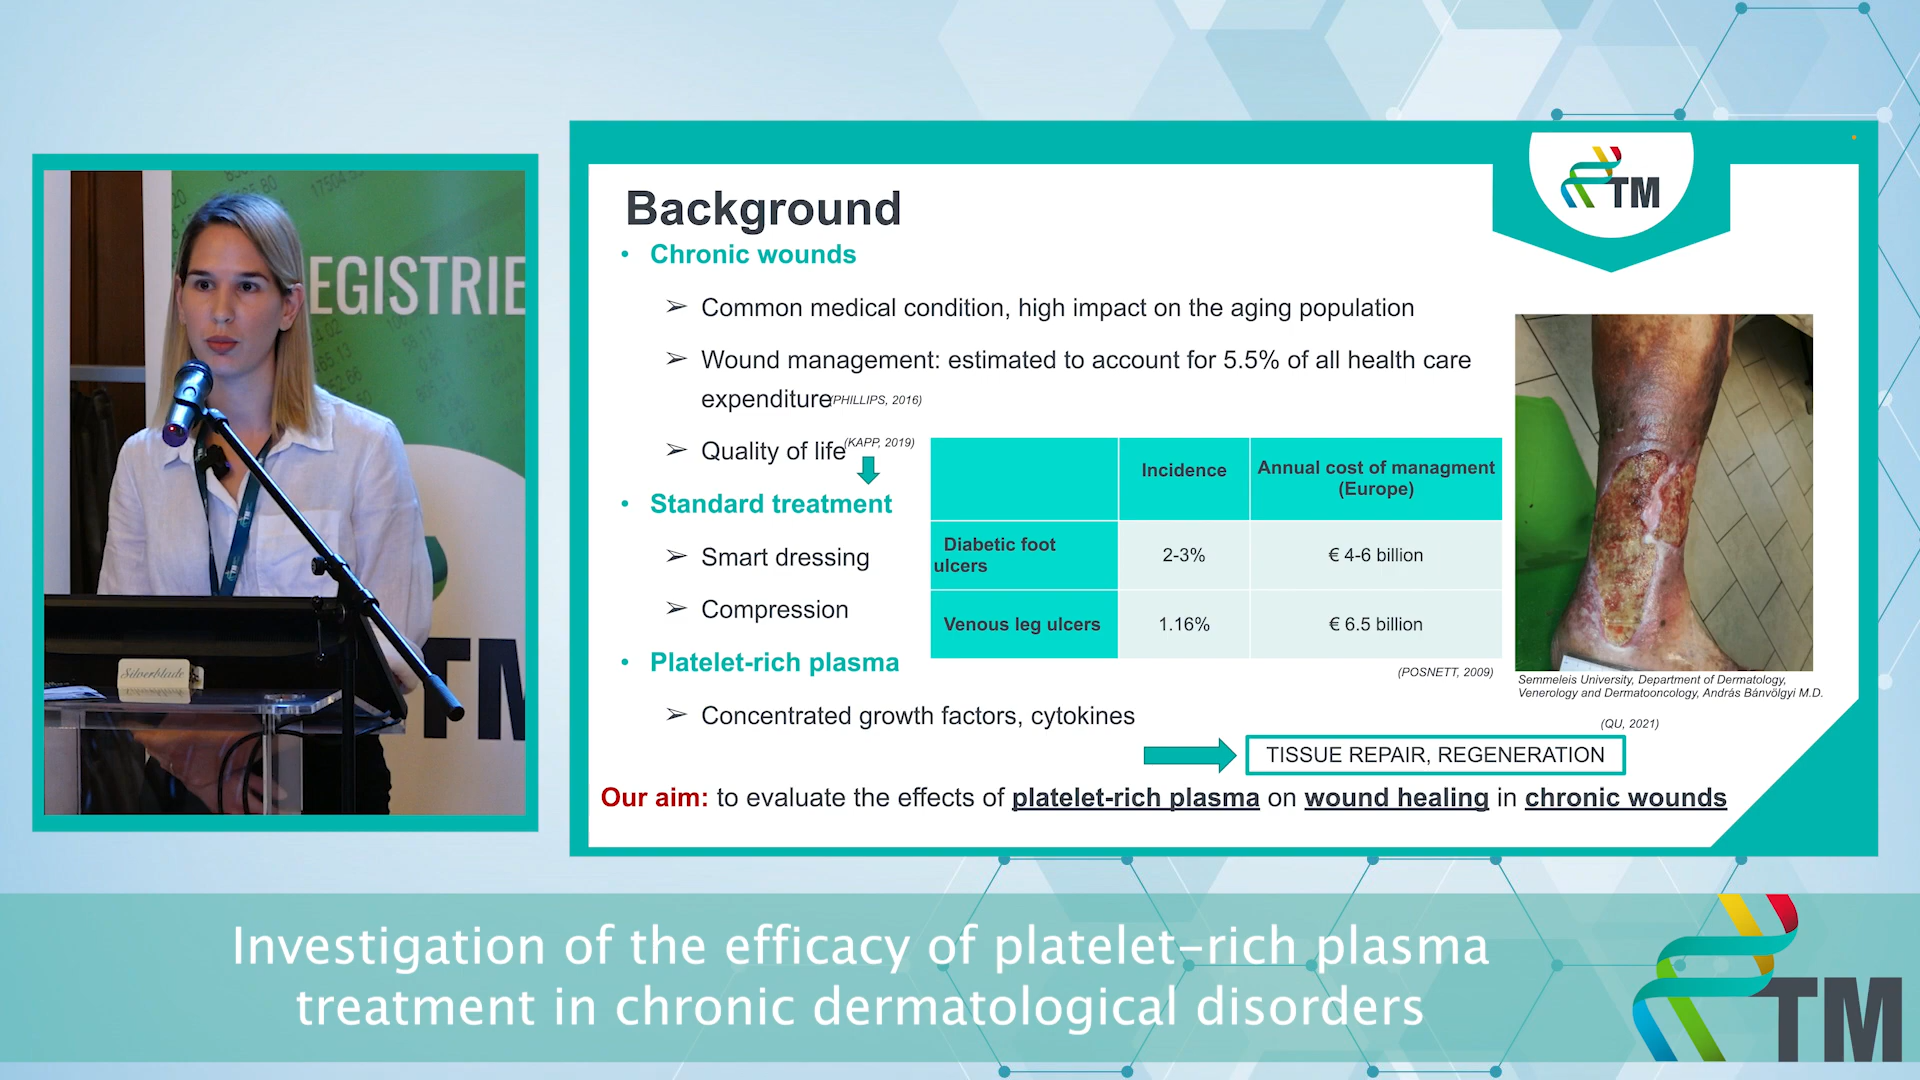 EGISTRIE
TM
Silverblade
Background
TM
• Chronic wounds
➢ Common medical condition, high impact on the aging population
➢ Wound management: estimated to account for 5.5% of all health care
expenditure (PHILLIPS, 2016)
➢ Quality of life (KAPP, 2019)
• Standard treatment
➢ Smart dressing
➢ Compression
• Platelet-rich plasma
➢ Concentrated growth factors, cytokines
Incidence
Annual cost of managment
(Europe)
Diabetic foot
ulcers
2-3%
€ 4-6 billion
Venous leg ulcers
1.16%
€ 6.5 billion
(POSNETT, 2009)
Semmeleis University, Department of Dermatology,
Venerology and Dermatooncology, András Bánvölgyi M.D.
(QU, 2021)
TISSUE REPAIR, REGENERATION
Our aim: to evaluate the effects of platelet-rich plasma on wound healing in chronic wounds
Investigation of the efficacy of platelet-rich plasma
treatment in chronic dermatological disorders
TM